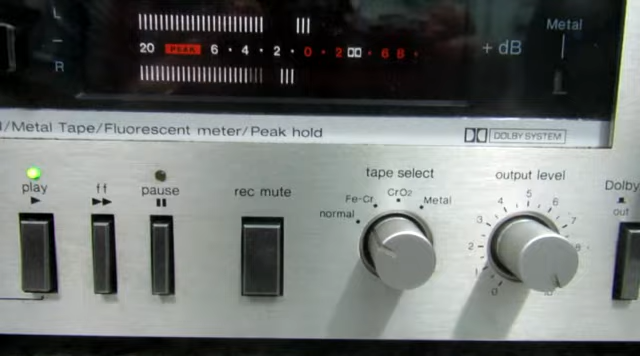 L
Metal
20 PEAK 6 · 4 · 2 · 0 · 2 · 6 8 ·
+ dB
R
/Metal Tape/Fluorescent meter/Peak hold
DOLBY SYSTEM
play
ff
pause
rec mute
tape select
normal
Fe-Cr
CrO2
Metal
output level
0
1
2
3
4
5
6
7
8
10
Dolby
out